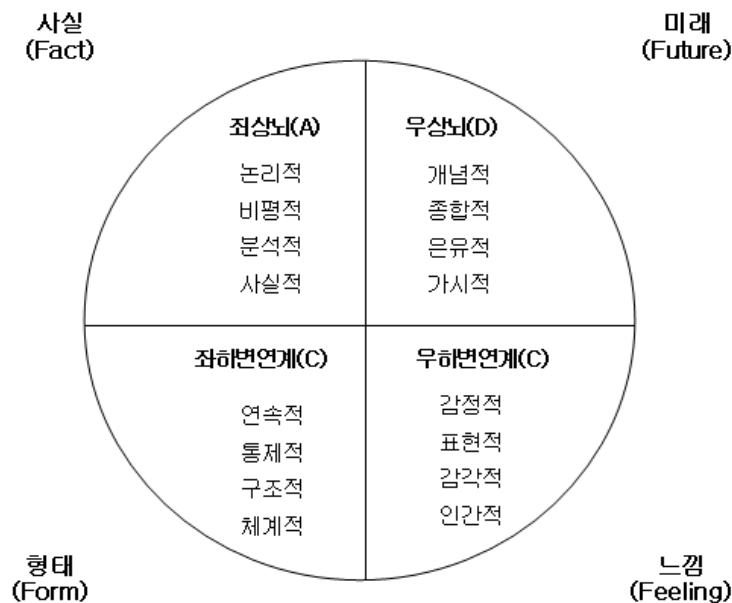 사실
(Fact)
미래
(Future)
죄상뇌(A)
논리적
비평적
분석적
사실적
우상뇌(D)
개념적
종합적
은유적
가시적
좌하변연계(C)
연속적
통제적
구조적
체계적
우하변연계(C)
감정적
표현적
감각적
인간적
형태
(Form)
느낌
(Feeling)